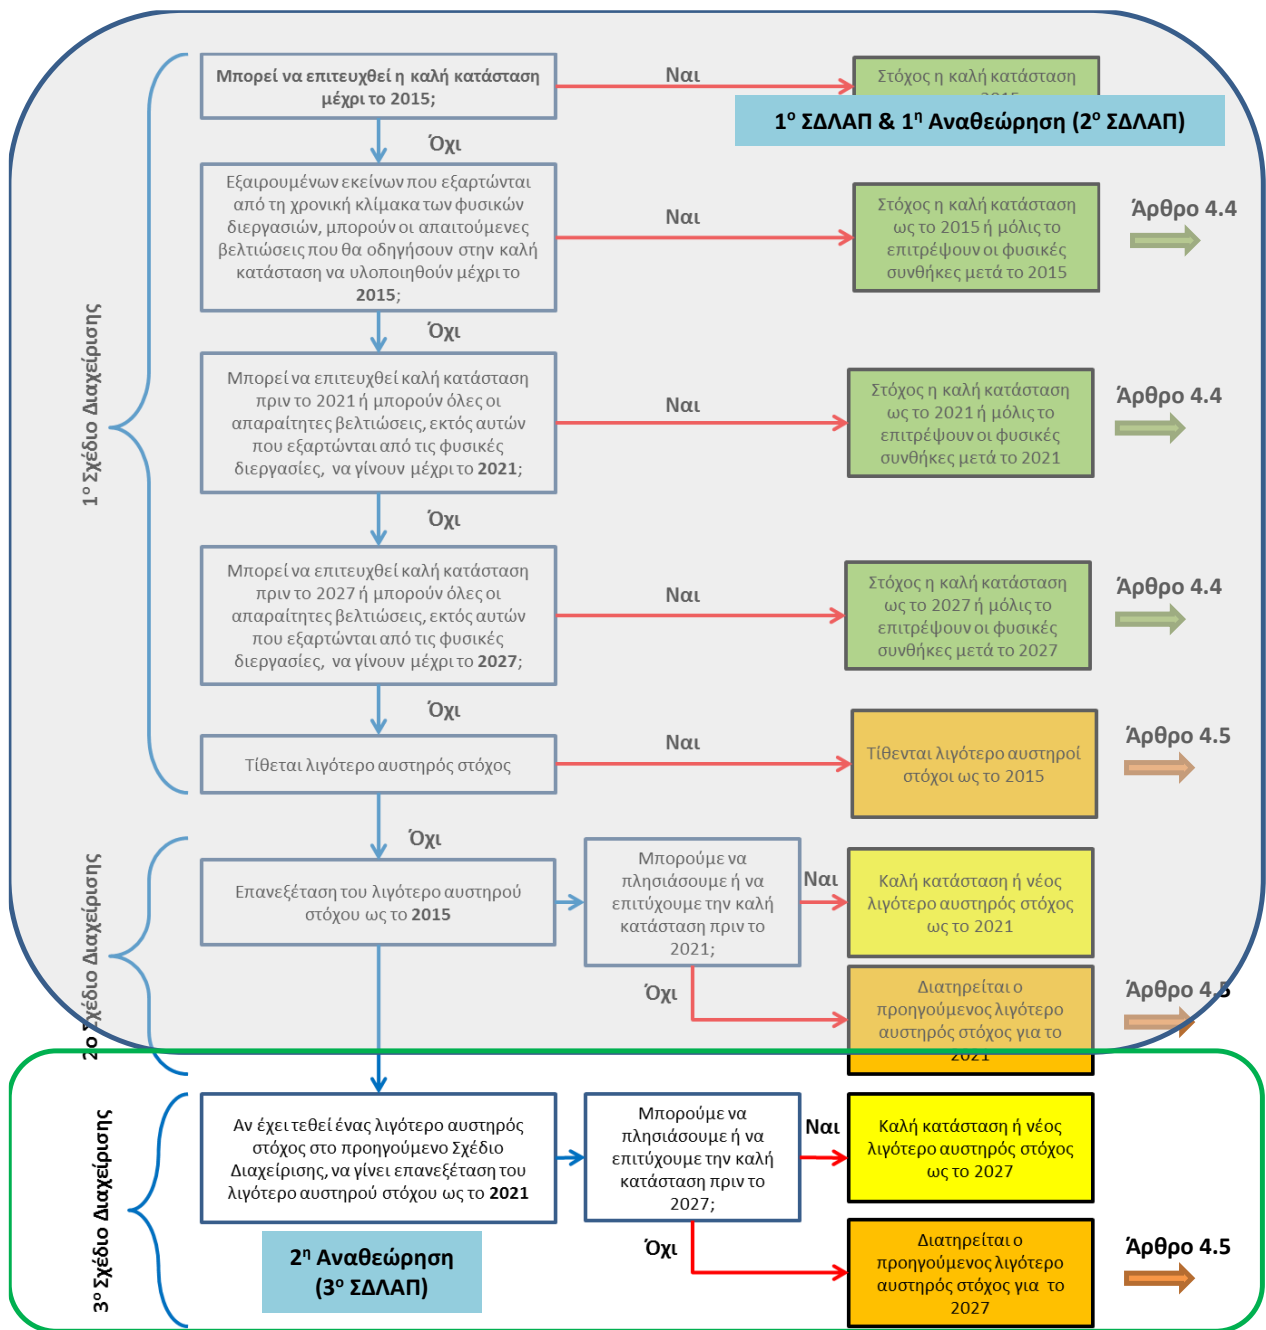 Μπορεί να επιτευχθεί η καλή κατάσταση
μέχρι το 2015;
Ναι
Στόχος η καλή κατάσταση
1º ΣΔΛΑΠ & 1η Αναθεώρηση (2º ΣΔΛΑΠ)
Όχι
Εξαιρουμένων εκείνων που εξαρτώνται
από τη χρονική κλίμακα των φυσικών
διεργασιών, μπορούν οι απαιτούμενες
βελτιώσεις που θα οδηγήσουν στην καλή
κατάσταση να υλοποιηθούν μέχρι το
2015;
Ναι
Στόχος η καλή κατάσταση
ως το 2015 ή μόλις το
επιτρέψουν οι φυσικές
συνθήκες μετά το 2015
Άρθρο 4.4
Όχι
1º Σχέδιο Διαχείρισης
Μπορεί να επιτευχθεί καλή κατάσταση
πριν το 2021 ή μπορούν όλες οι
απαραίτητες βελτιώσεις, εκτός αυτών
που εξαρτώνται από τις φυσικές
διεργασίες, να γίνουν μέχρι το 2021;
Ναι
Στόχος η καλή κατάσταση
ως το 2021 ή μόλις το
επιτρέψουν οι φυσικές
συνθήκες μετά το 2021
Άρθρο 4.4
Όχι
Μπορεί να επιτευχθεί καλή κατάσταση
πριν το 2027 ή μπορούν όλες οι
απαραίτητες βελτιώσεις, εκτός αυτών
που εξαρτώνται από τις φυσικές
διεργασίες, να γίνουν μέχρι το 2027;
Ναι
Στόχος η καλή κατάσταση
ως το 2027 ή μόλις το
επιτρέψουν οι φυσικές
συνθήκες μετά το 2027
Άρθρο 4.4
Όχι
Τίθεται λιγότερο αυστηρός στόχος
Ναι
Τίθενται λιγότερο αυστηροί
στόχοι ως το 2015
Άρθρο 4.5
Όχι
2ο Σχέδιο Διαχείρισης
Επανεξέταση του λιγότερο αυστηρού
στόχου ως το 2015
Μπορούμε να
πλησιάσουμε ή να
επιτύχουμε την καλή
κατάσταση πριν το
2021;
Ναι
Καλή κατάσταση ή νέος
λιγότερο αυστηρός στόχος
ως το 2021
Όχι
Διατηρείται ο
προηγούμενος λιγότερο
αυστηρός στόχος για το
2021
Άρθρο 4.5
3º Σχέδιο Διαχείρισης
Αν έχει τεθεί ένας λιγότερο αυστηρός
στόχος στο προηγούμενο Σχέδιο
Διαχείρισης, να γίνει επανεξέταση του
λιγότερο αυστηρού στόχου ως το 2021
Μπορούμε να
πλησιάσουμε ή να
επιτύχουμε την καλή
κατάσταση πριν το
2027;
Ναι
Καλή κατάσταση ή νέος
λιγότερο αυστηρός στόχος
ως το 2027
2η Αναθεώρηση
(3º ΣΔΛΑΠ)
Όχι
Διατηρείται ο
προηγούμενος λιγότερο
αυστηρός στόχος για το
2027
Άρθρο 4.5